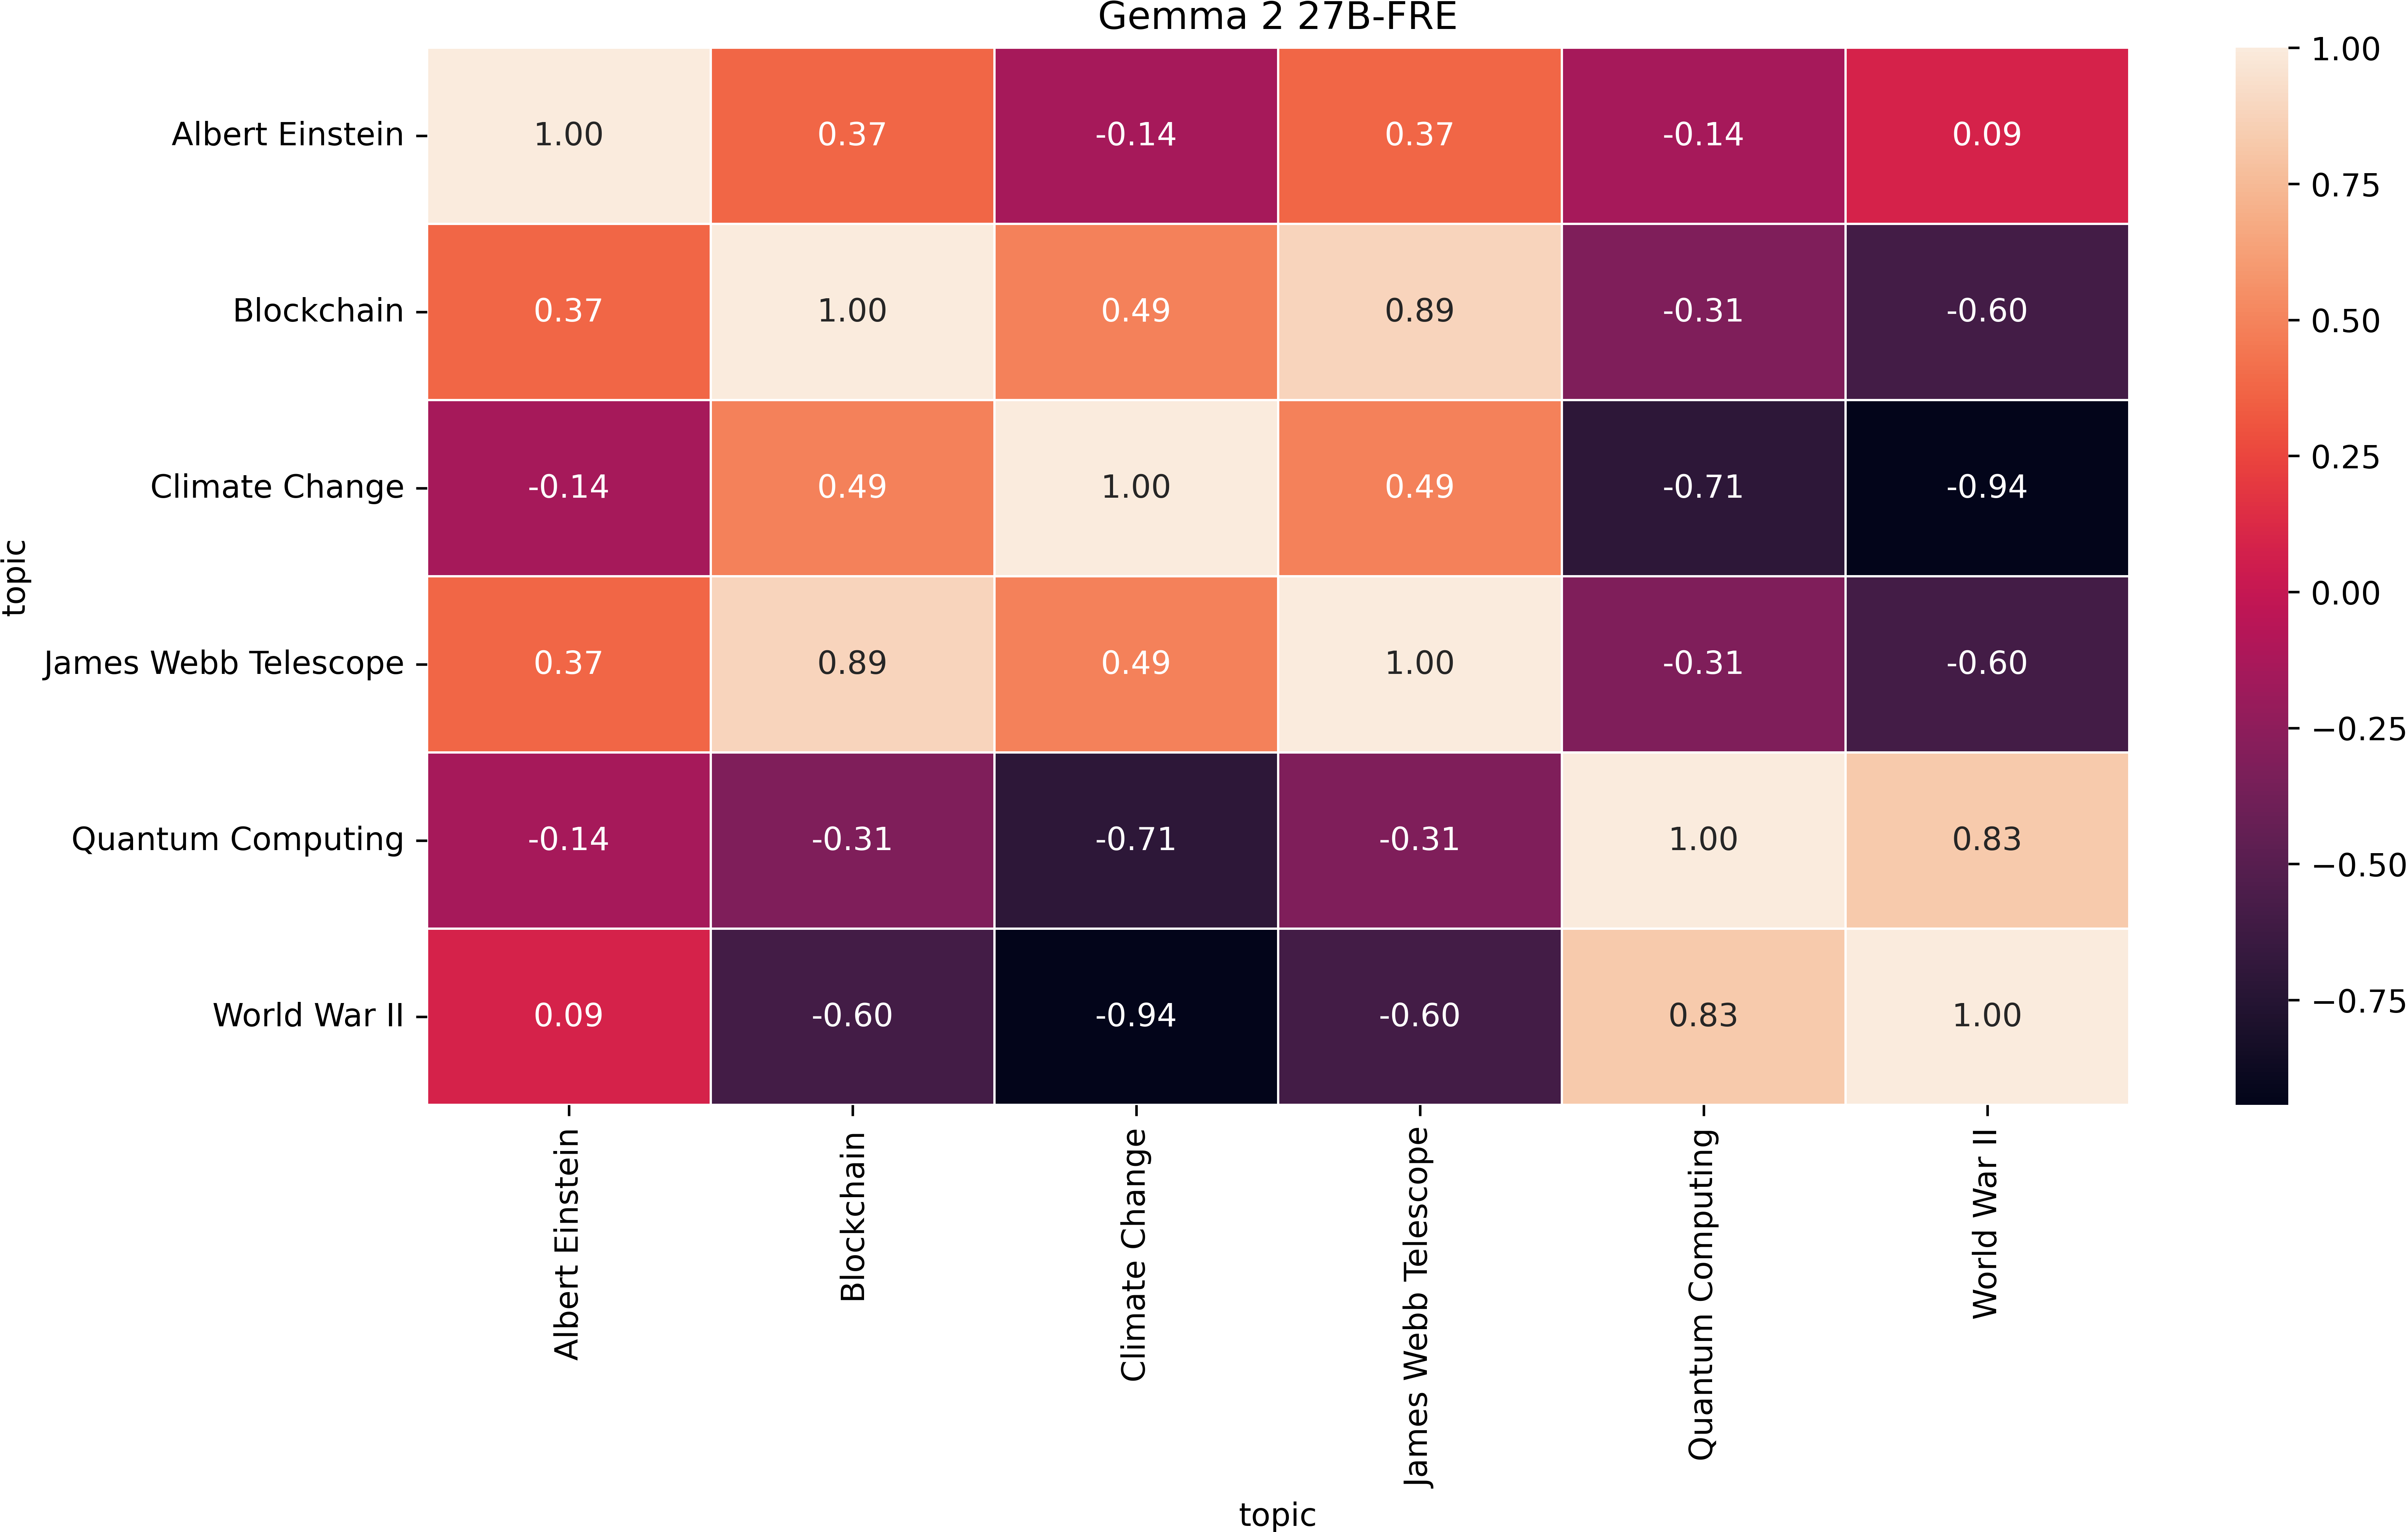 Gemma 2 27B-FRE
Albert Einstein 1.00 0.37 -0.14 0.37 -0.14 0.09
Blockchain 0.37 1.00 0.49 0.89 -0.31 -0.60
Climate Change -0.14 0.49 1.00 0.49 -0.71 -0.94
James Webb Telescope 0.37 0.89 0.49 1.00 -0.31 -0.60
Quantum Computing -0.14 -0.31 -0.71 -0.31 1.00 0.83
World War II 0.09 -0.60 -0.94 -0.60 0.83 1.00
topic
Albert Einstein
Blockchain
Climate Change
James Webb Telescope
Quantum Computing
World War II
topic
1.00
0.75
0.50
0.25
0.00
−0.25
−0.50
−0.75